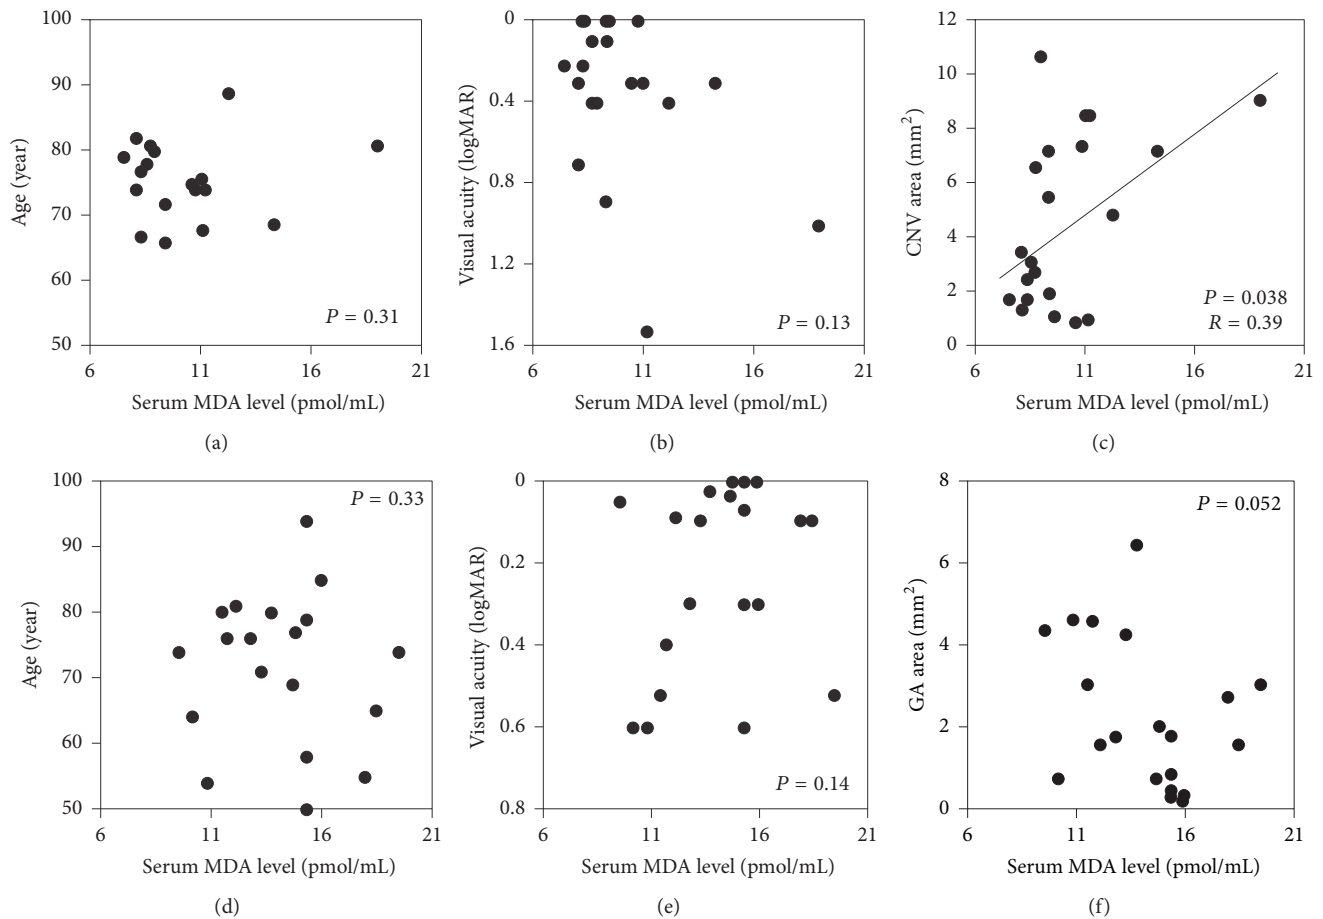 100
90
80
70
60
50
Age (year)
P = 0.31
6 11 16 21
Serum MDA level (pmol/mL)
(a)
0
0.4
0.8
1.2
1.6
Visual acuity (logMAR)
P = 0.13
6 11 16 21
Serum MDA level (pmol/mL)
(b)
12
10
8
6
4
2
0
CNV area (mm²)
P = 0.038
R = 0.39
6 11 16 21
Serum MDA level (pmol/mL)
(c)
100
90
80
70
60
50
Age (year)
P = 0.33
6 11 16 21
Serum MDA level (pmol/mL)
(d)
0
0.2
0.4
0.6
0.8
Visual acuity (logMAR)
P = 0.14
6 11 16 21
Serum MDA level (pmol/mL)
(e)
8
6
4
2
0
GA area (mm²)
P = 0.052
6 11 16 21
Serum MDA level (pmol/mL)
(f)